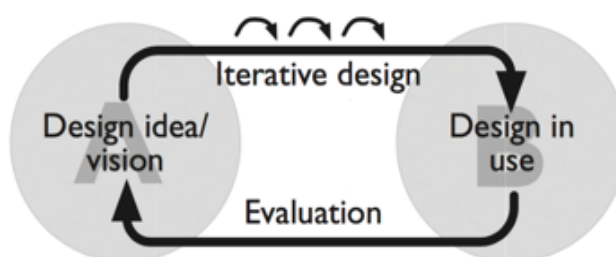 Iterative design
A
Design idea/
vision
B
Design in
use
Evaluation